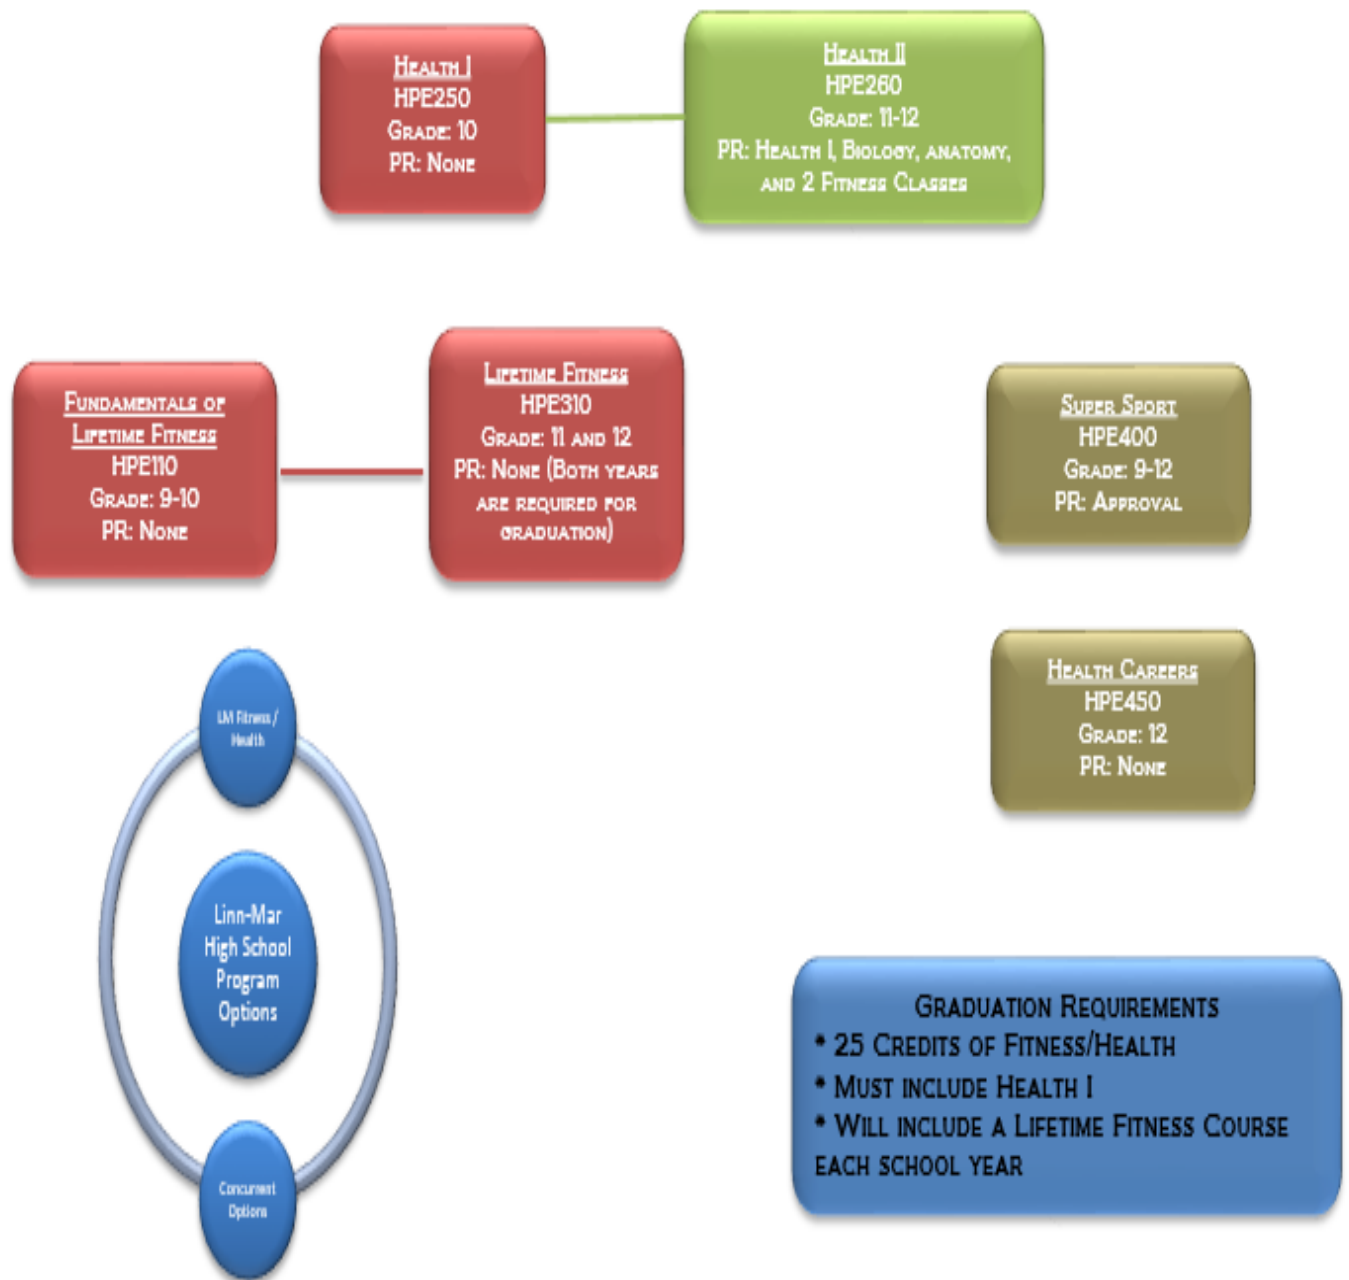 Health I
HPE250
Grade: 10
PR: None
Health II
HPE260
Grade: 11-12
PR: Health I, Biology, anatomy,
and 2 Fitness Classes
Fundamentals of
Lifetime Fitness
HPE110
Grade: 9-10
PR: None
Lifetime Fitness
HPE310
Grade: 11 and 12
PR: None (Both years
are required for
graduation)
Super Sport
HPE400
Grade: 9-12
PR: Approval
Health Careers
HPE450
Grade: 12
PR: None
LM Fitness /
Health
Linn-Mar
High School
Program
Options
Concurrent
Options
Graduation Requirements
* 25 Credits of Fitness/Health
* Must include Health I
* Will include a Lifetime Fitness Course
each school year